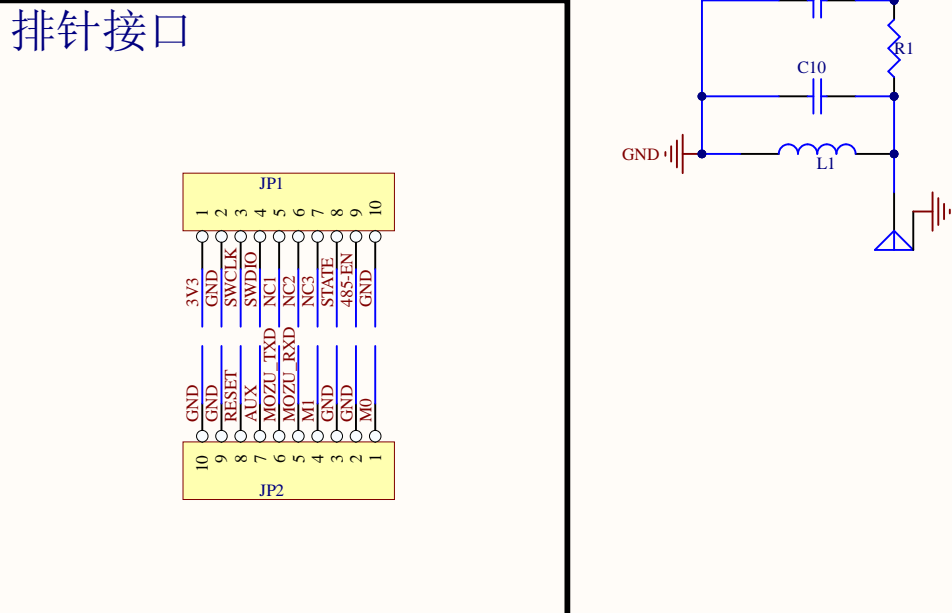 排针接口
JP1
1 2 3 4 5 6 7 8 9 10
3V3 GND SWCLK SWDIO NC1 NC2 NC3 STATE 485-EN GND
GND GND RESET AUX MOZU_TXD MOZU_RXD M1 GND GND M0
10 9 8 7 6 5 4 3 2 1
JP2
R1
C10
GND
L1